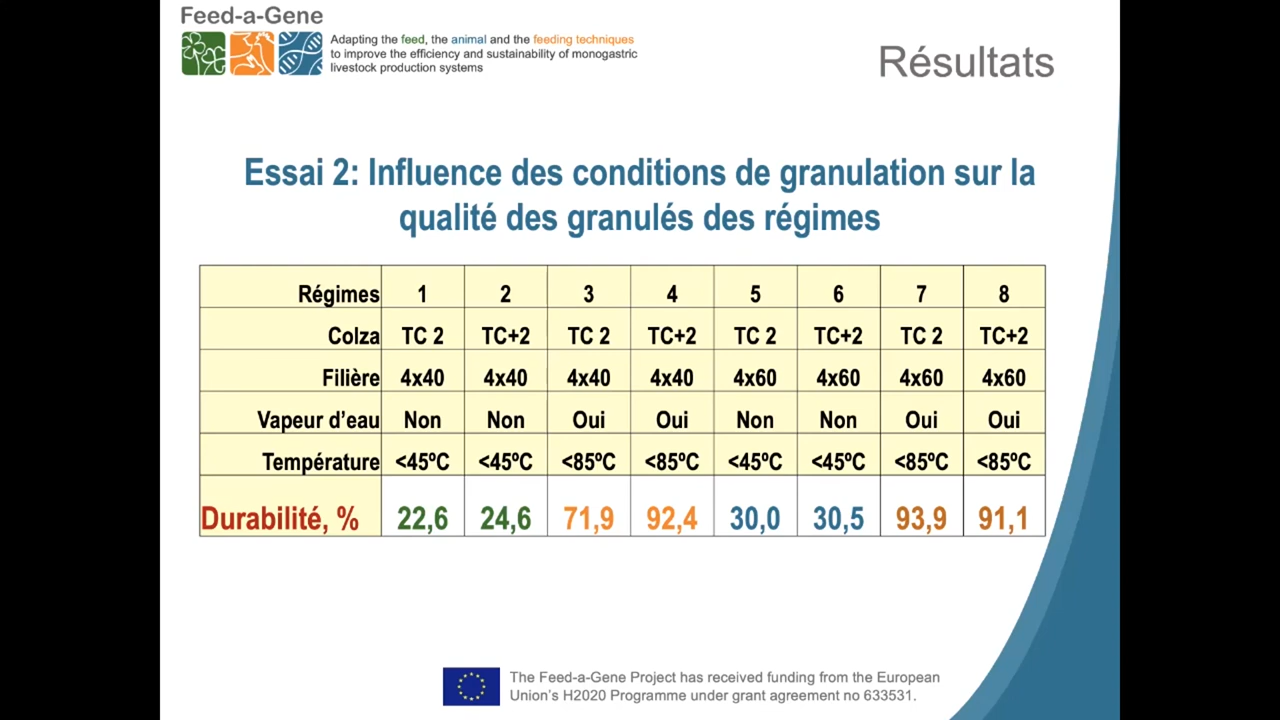 Feed-a-Gene
Adapting the feed, the animal and the feeding techniques
to improve the efficiency and sustainability of monogastric
livestock production systems
Résultats
Essai 2: Influence des conditions de granulation sur la
qualité des granulés des régimes
Régimes 1 2 3 4 5 6 7 8
Colza TC 2 TC+2 TC 2 TC+2 TC 2 TC+2 TC 2 TC+2
Filière 4x40 4x40 4x40 4x40 4x60 4x60 4x60 4x60
Vapeur d’eau Non Non Oui Oui Non Non Oui Oui
Température <45ºC <45ºC <85ºC <85ºC <45ºC <45ºC <85ºC <85ºC
Durabilité, % 22,6 24,6 71,9 92,4 30,0 30,5 93,9 91,1
The Feed-a-Gene Project has received funding from the European
Union’s H2020 Programme under grant agreement no 633531.